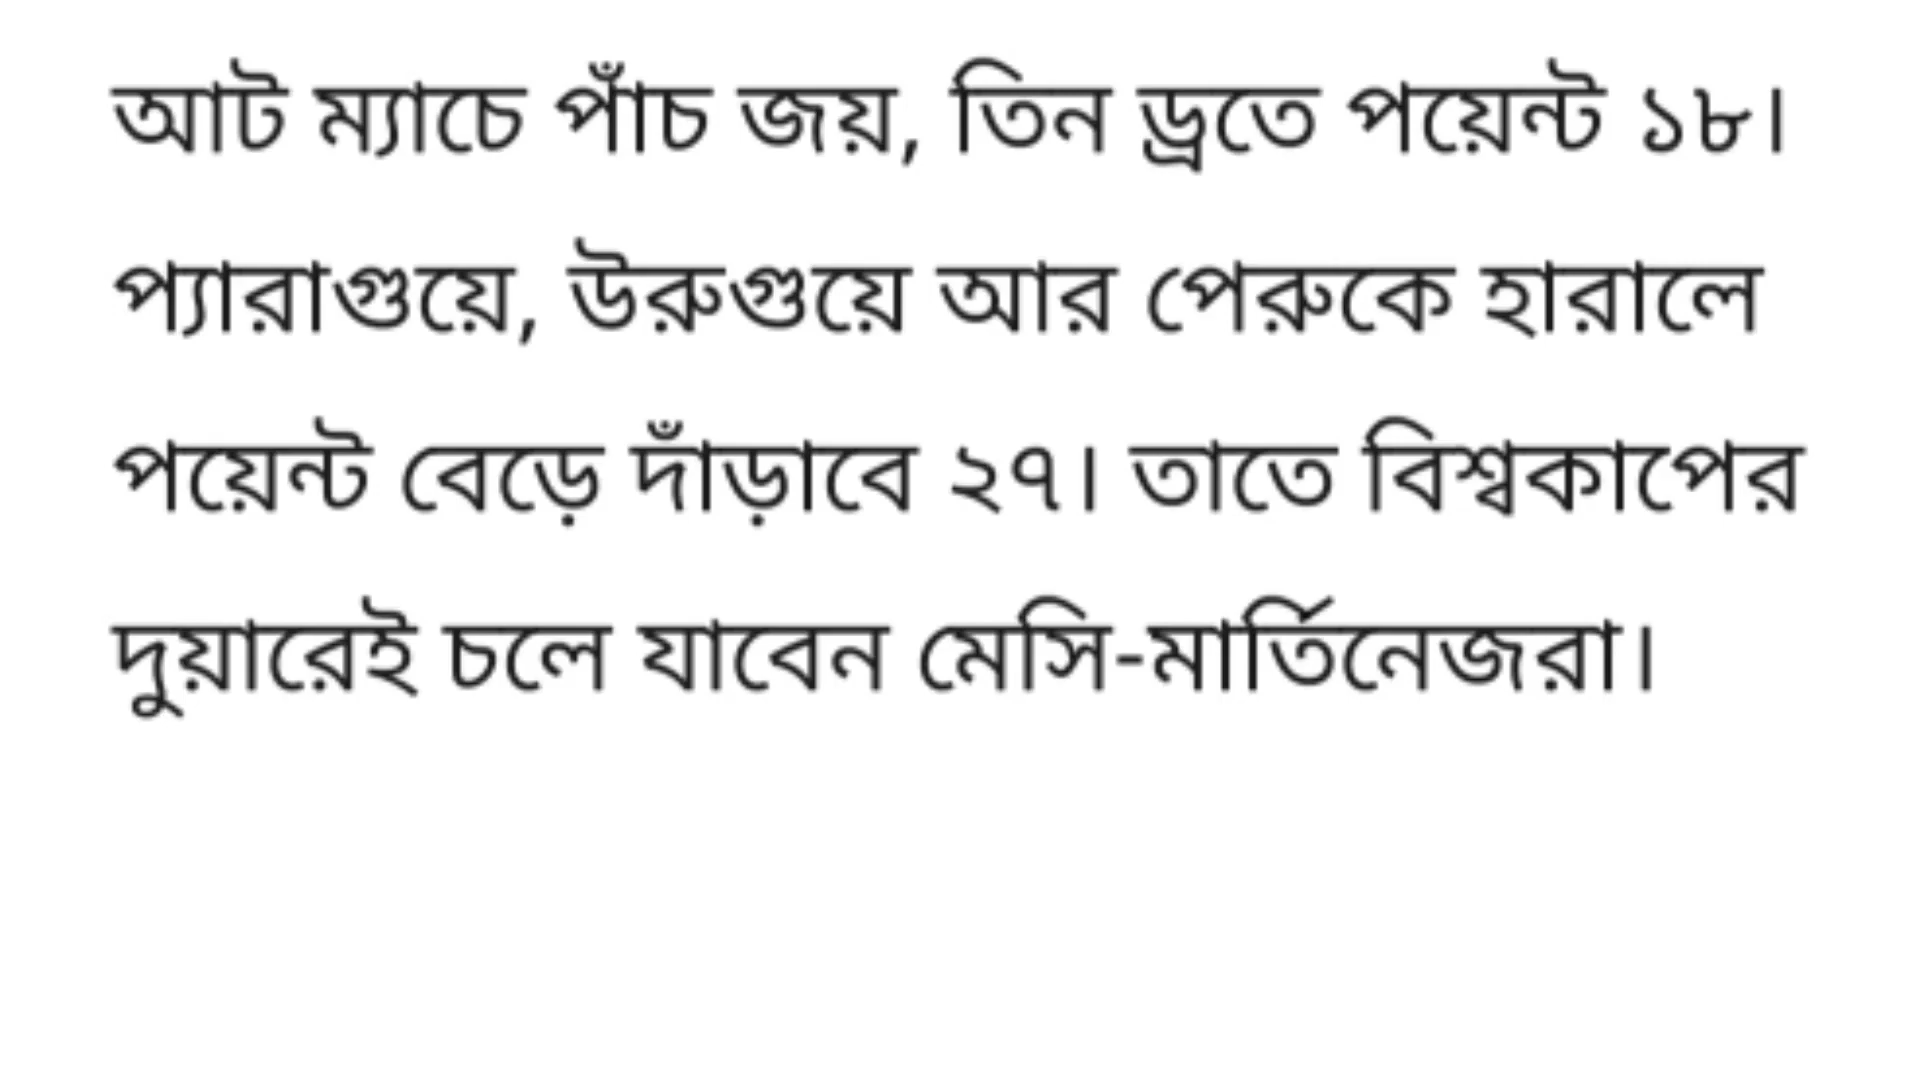 আট ম্যাচে পাঁচ জয়, তিন ড্রতে পয়েন্ট ১৮।
প্যারাগুয়ে, উরুগুয়ে আর পেরুকে হারালে
পয়েন্ট বেড়ে দাঁড়াবে ২৭। তাতে বিশ্বকাপের
দুয়ারেই চলে যাবেন মেসি-মার্তিনেজরা।